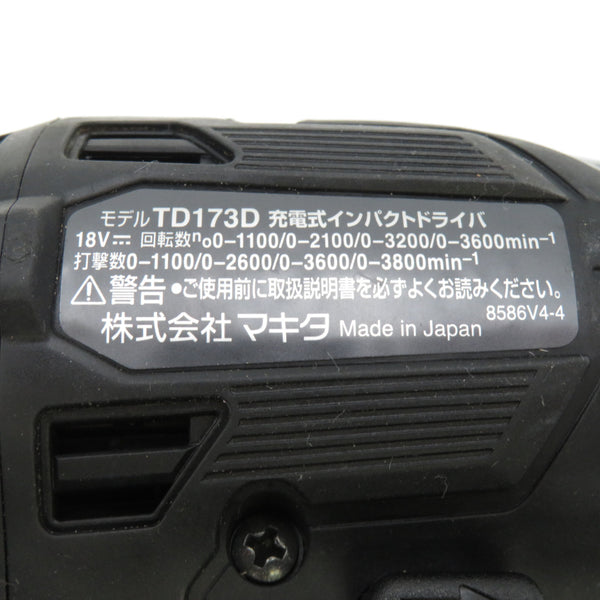 モデル TD173D 充電式インパクトドライバ
18V⎓ 回転数n₀0-1100/0-2100/0-3200/0-3600min⁻¹
打撃数0-1100/0-2600/0-3600/0-3800min⁻¹
⚠警告 •ご使用前に取扱説明書を必ずよくお読みください。
株式会社 マキタ Made in Japan 8586V4-4